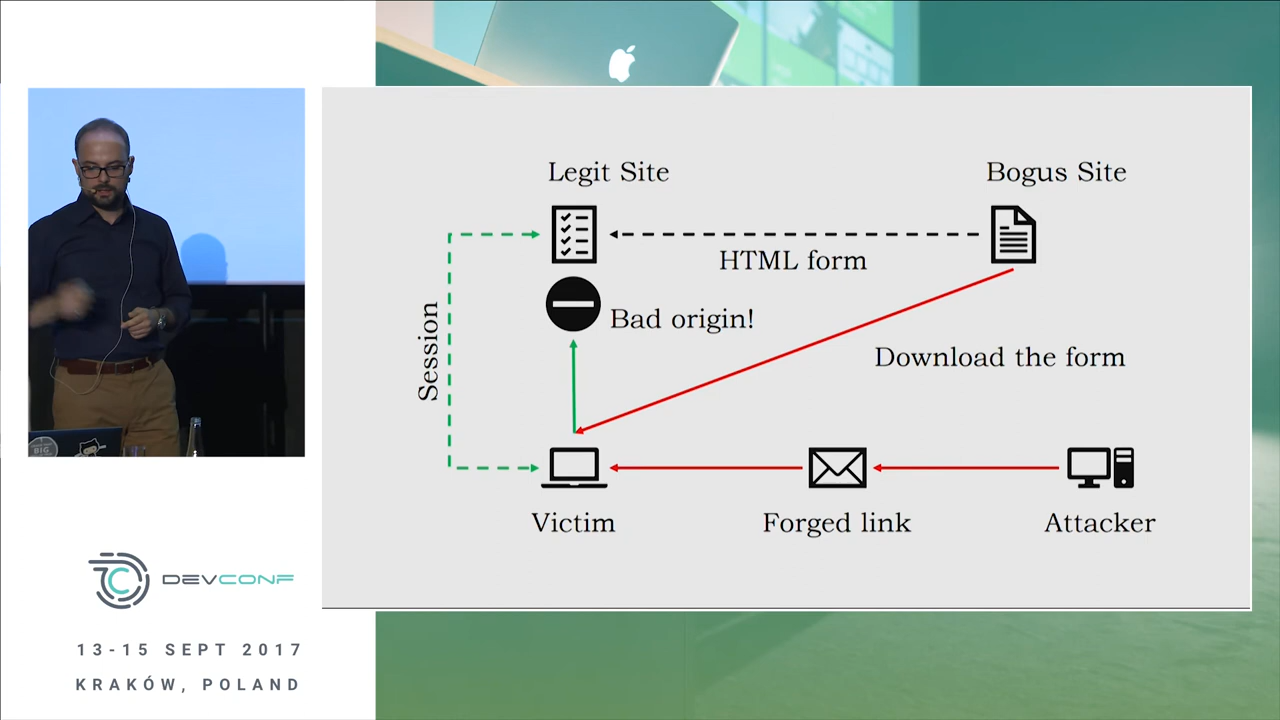 Legit Site
Bogus Site
HTML form
Bad origin!
Session
Download the form
Victim
Forged link
Attacker
BIG
DEVCONF
13-15 SEPT 2017
KRAKÓW, POLAND